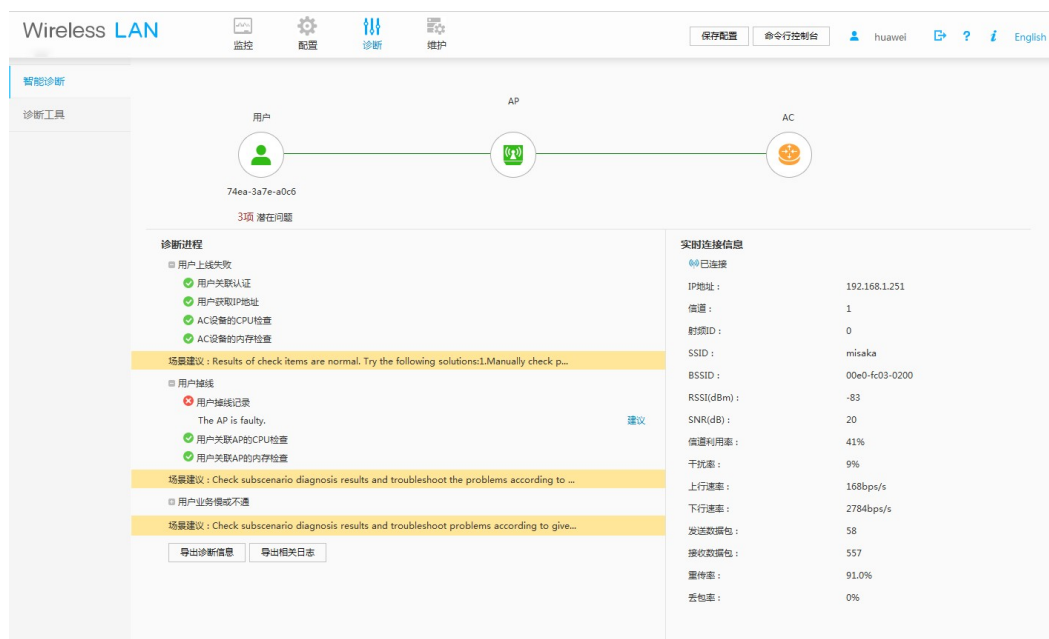 Wireless LAN
监控
配置
诊断
维护
保存配置
命令行控制台
huawei
?
i
English
智能诊断
诊断工具
用户
AP
AC
74ea-3a7e-a0c6
3项 潜在问题
诊断进程
用户上线失败
用户关联认证
用户获取IP地址
AC设备的CPU检查
AC设备的内存检查
场景建议：Results of check items are normal. Try the following solutions:1.Manually check p...
用户掉线
用户掉线记录
The AP is faulty. 建议
用户关联AP的CPU检查
用户关联AP的内存检查
场景建议：Check subscenario diagnosis results and troubleshoot the problems according to ...
用户业务慢或不通
场景建议：Check subscenario diagnosis results and troubleshoot problems according to give...
导出诊断信息 导出相关日志
实时连接信息
已连接
IP地址： 192.168.1.251
信道： 1
射频ID： 0
SSID： misaka
BSSID： 00e0-fc03-0200
RSSI(dBm)： -83
SNR(dB)： 20
信道利用率： 41%
干扰率： 9%
上行速率： 168bps/s
下行速率： 2784bps/s
发送数据包： 58
接收数据包： 557
重传率： 91.0%
丢包率： 0%